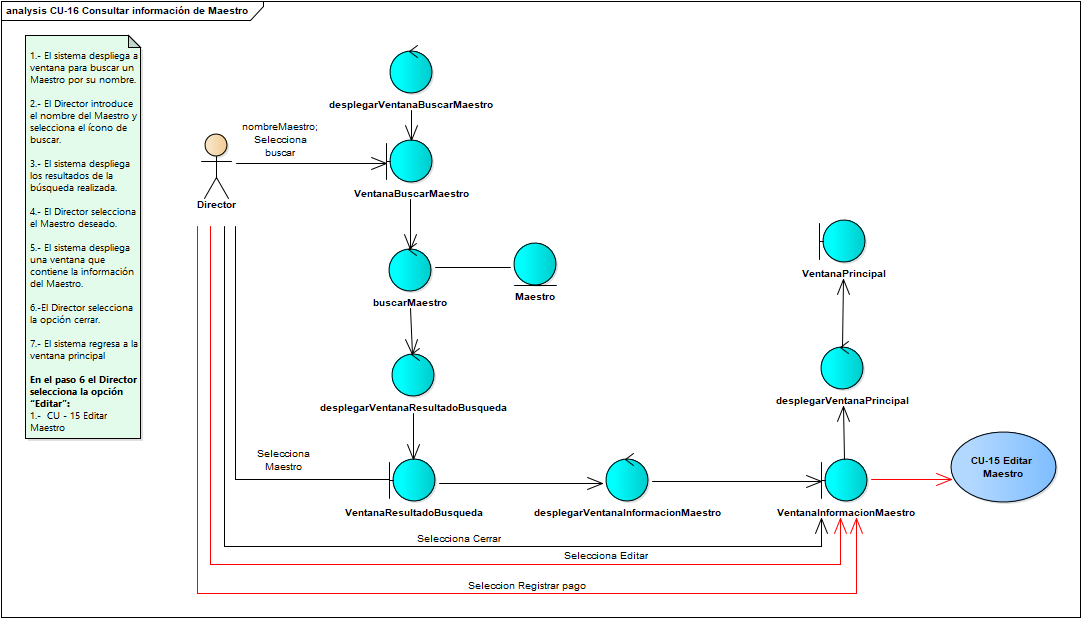 analysis CU-16 Consultar información de Maestro
1.- El sistema despliega a
ventana para buscar un
Maestro por su nombre.
2.- El Director introduce
el nombre del Maestro y
selecciona el ícono de
buscar.
3.- El sistema despliega
los resultados de la
búsqueda realizada.
4.- El Director selecciona
el Maestro deseado.
5.- El sistema despliega
una ventana que
contiene la información
del Maestro.
6.-El Director selecciona
la opción cerrar.
7.- El sistema regresa a la
ventana principal
En el paso 6 el Director
selecciona la opción
“Editar”:
1.-  CU - 15 Editar
Maestro
desplegarVentanaBuscarMaestro
nombreMaestro;
Selecciona
buscar
VentanaBuscarMaestro
Director
buscarMaestro
Maestro
VentanaPrincipal
desplegarVentanaResultadoBusqueda
desplegarVentanaPrincipal
Selecciona
Maestro
VentanaResultadoBusqueda
desplegarVentanaInformacionMaestro
VentanaInformacionMaestro
CU-15 Editar
Maestro
Selecciona Cerrar
Selecciona Editar
Seleccion Registrar pago